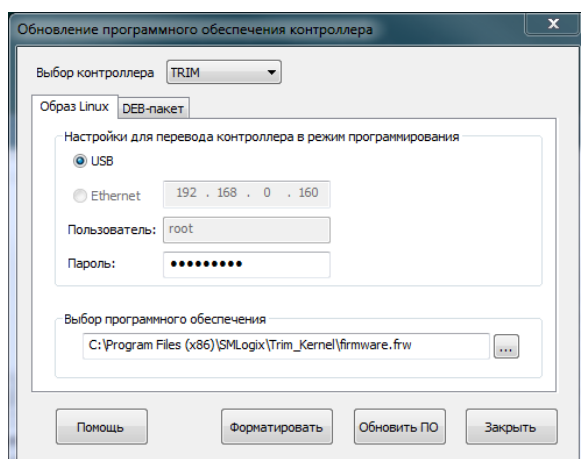 Обновление программного обеспечения контроллера
x
Выбор контроллера TRIM
Образ Linux DEB-пакет
Настройки для перевода контроллера в режим программирования
USB
Ethernet 192 . 168 . 0 . 160
Пользователь: root
Пароль: •••••••••
Выбор программного обеспечения
C:\Program Files (x86)\SMLogix\Trim_Kernel\firmware.frw ...
Помощь Форматировать Обновить ПО Закрыть